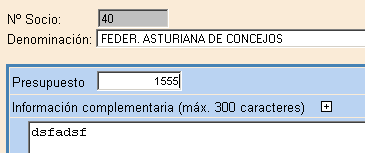 Nº Socio: 40
Denominación: FEDER. ASTURIANA DE CONCEJOS
Presupuesto 1555
Información complementaria (máx. 300 caracteres)
dsfadsf